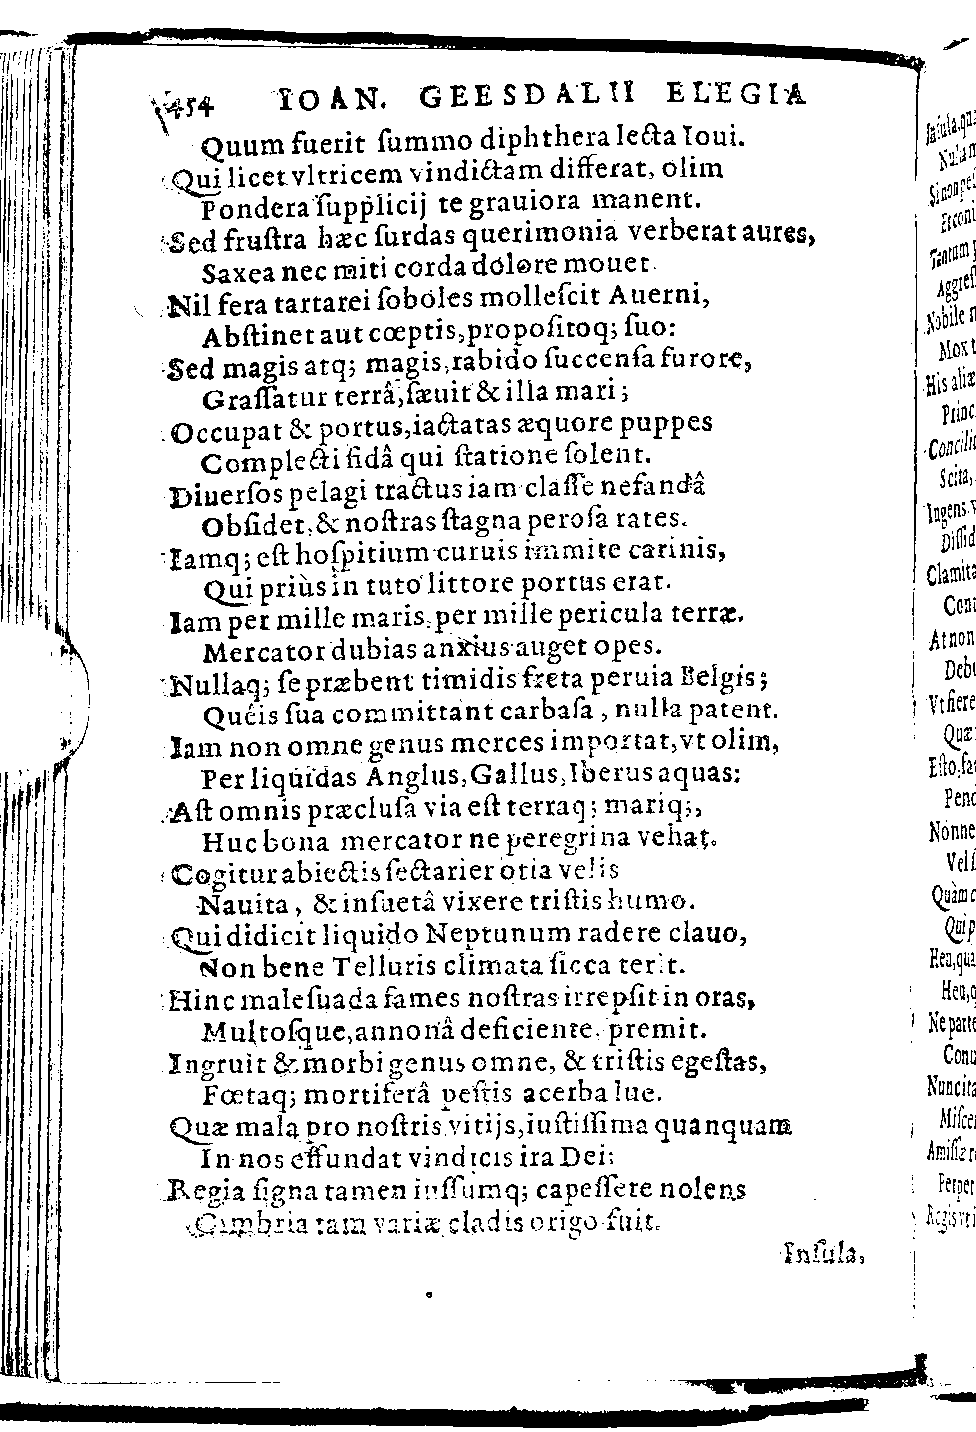 454 IOAN. GEESDALII ELEGIA
Quum fuerit ſummo diphthera lecta Ioui.
Qui licet vltricem vindictam differat, olim
Pondera ſupplicij te grauiora manent.
Sed fruſtra hæc ſurdas querimonia verberat aures,
Saxea nec miti corda dolore mouet.
Nil fera tartarei ſoboles molleſcit Auerni,
Abſtinet aut cœptis, propoſitoq; ſuo:
Sed magis atq; magis, rabido ſuccenſa furore,
Graſſatur terrâ, ſæuit & illa mari;
Occupat & portus, iactatas æquore puppes
Complecti fidâ qui ſtatione ſolent.
Diuerſos pelagi tractus iam claſſe nefandâ
Obſidet, & noſtras ſtagna peroſa rates.
Iamq; eſt hoſpitium curuis immite carinis,
Qui priùs in tuto littore portus erat.
Iam per mille maris, per mille pericula terræ.
Mercator dubias anxius auget opes.
Nullaq; ſe præbent timidis freta peruia Belgis;
Quéis ſua committant carbaſa, nulla patent.
Iam non omne genus merces importat, vt olim,
Per liquidas Anglus, Gallus, Iberus aquas:
Aſt omnis præcluſa via eſt terraq; mariq;,
Huc bona mercator ne peregrina vehat.
Cogitur abiectis ſectarier otia velis
Nauita, & inſuetâ vixere triſtis humo.
Qui didicit liquido Neptunum radere clauo,
Non bene Telluris climata ſicca terit.
Hinc maleſuada fames noſtras irrepſit in oras,
Multoſque, annonâ deficiente, premit.
Ingruit & morbi genus omne, & triſtis egeſtas,
Fœtaq; mortiferâ peſtis acerba lue.
Quæ mala pro noſtris vitijs, iuſtiſſima quanquam
In nos effundat vindicis ira Dei:
Regia ſigna tamen iuſſumq; capeſſere nolens
Cimbria tam variæ cladis origo fuit.
Inſula,